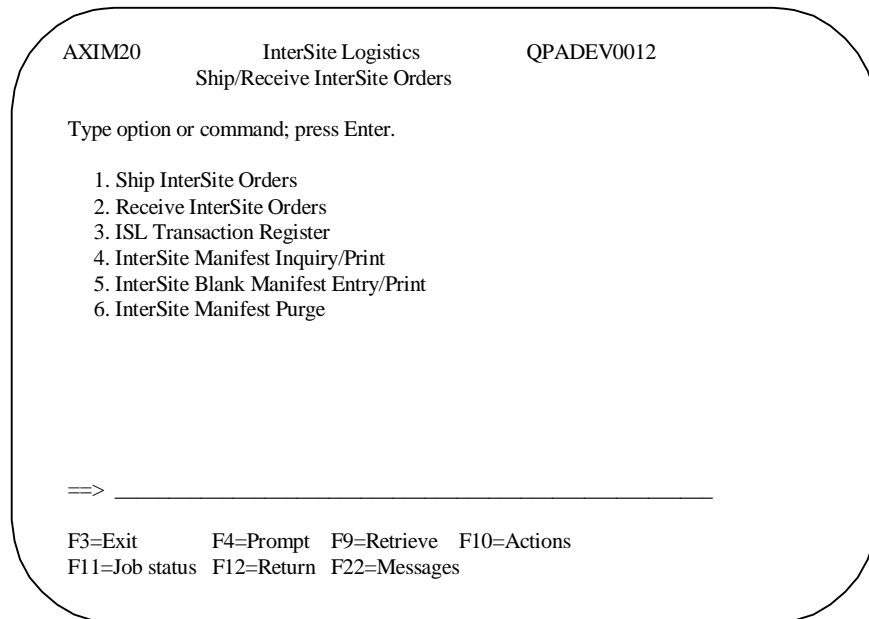 AXIM20 InterSite Logistics QPADEV0012
Ship/Receive InterSite Orders
Type option or command; press Enter.
1. Ship InterSite Orders
2. Receive InterSite Orders
3. ISL Transaction Register
4. InterSite Manifest Inquiry/Print
5. InterSite Blank Manifest Entry/Print
6. InterSite Manifest Purge
==> _______________________________________________________
F3=Exit F4=Prompt F9=Retrieve F10=Actions
F11=Job status F12=Return F22=Messages